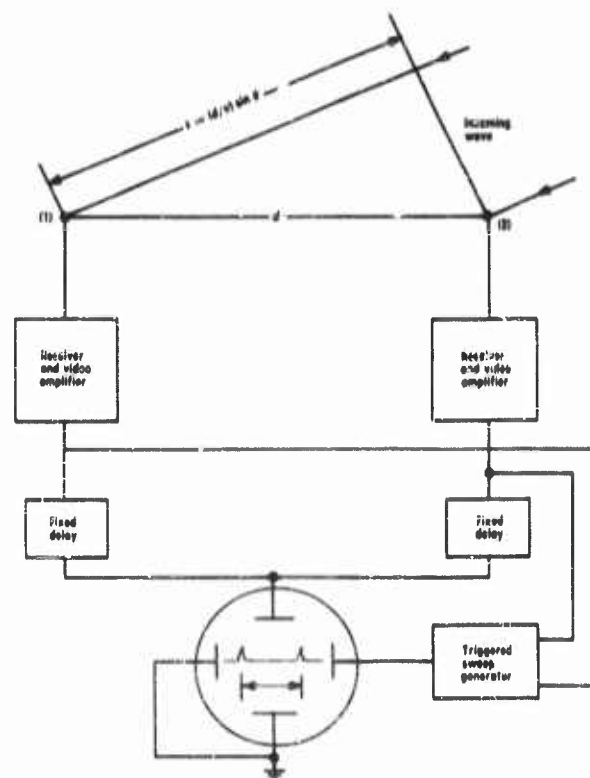 t = (d/v) sin θ
Incoming
wave
(1)
d
(2)
Receiver
and video
amplifier
Receiver
and video
amplifier
Fixed
delay
Fixed
delay
Triggered
sweep
generator